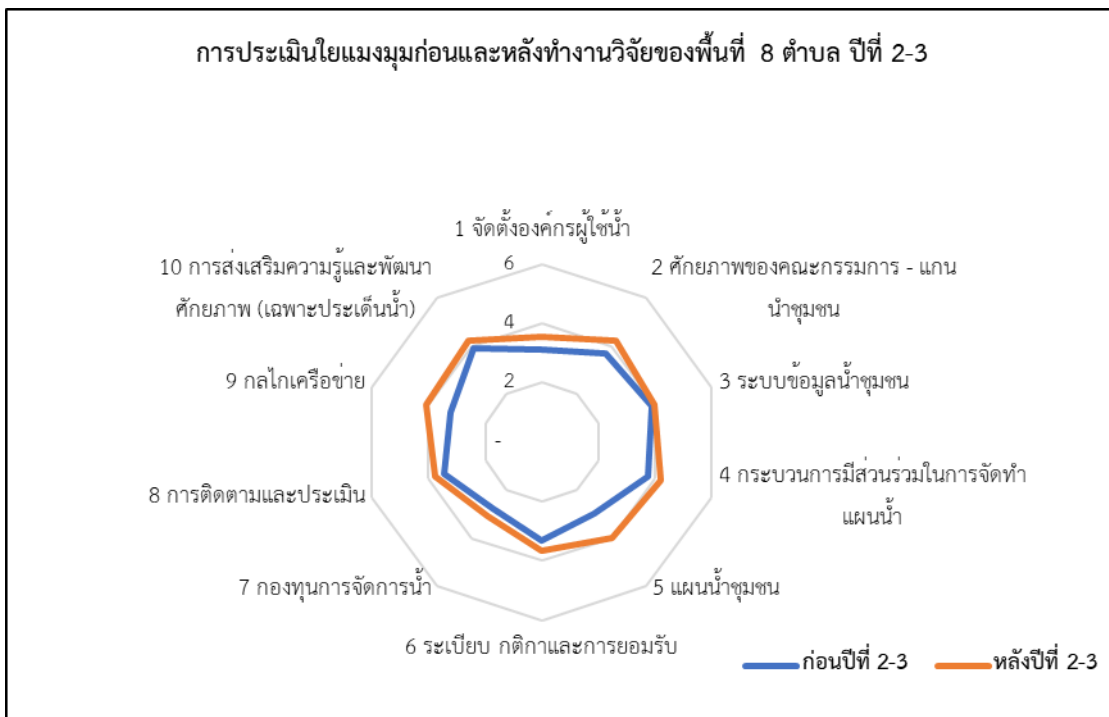 การประเมินใยแมงมุมก่อนและหลังทำงานวิจัยของพื้นที่ 8 ตำบล ปีที่ 2-3
1 จัดตั้งองค์กรผู้ใช้น้ำ
2 ศักยภาพของคณะกรรมการ - แกน
นำชุมชน
3 ระบบข้อมูลน้ำชุมชน
4 กระบวนการมีส่วนร่วมในการจัดทำ
แผนน้ำ
5 แผนน้ำชุมชน
6 ระเบียบ กติกาและการยอมรับ
7 กองทุนการจัดการน้ำ
8 การติดตามและประเมิน
9 กลไกเครือข่าย
10 การส่งเสริมความรู้และพัฒนา
ศักยภาพ (เฉพาะประเด็นน้ำ)
6
4
2
-
ก่อนปีที่ 2-3
หลังปีที่ 2-3